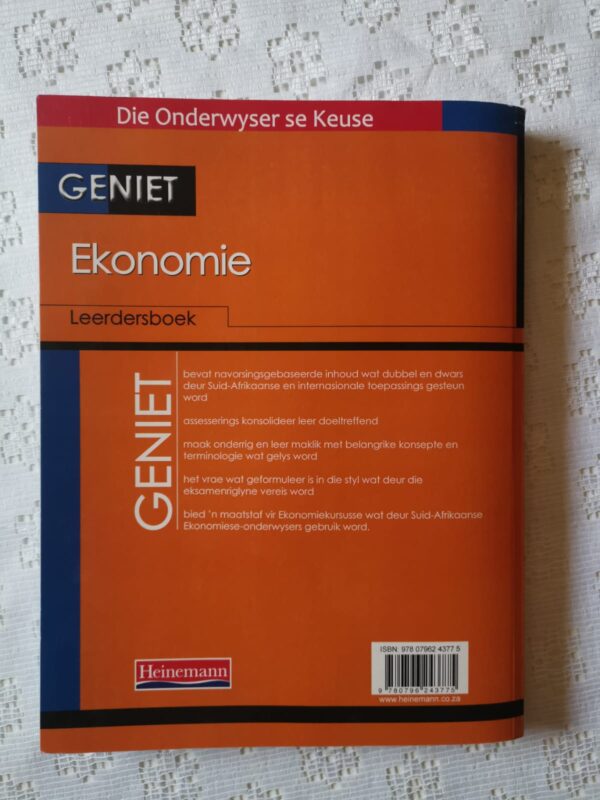 Die Onderwyser se Keuse
GENIET
Ekonomie
Leerdersboek
GENIET
bevat navorsingsgebaseerde inhoud wat dubbel en dwars
deur Suid-Afrikaanse en internasionale toepassings gesteun
word
assesserings konsolideer leer doeltreffend
maak onderrig en leer maklik met belangrike konsepte en
terminologie wat gelys word
het vrae wat geformuleer is in die styl wat deur die
eksamenriglyne vereis word
bied 'n maatstaf vir Ekonomiekursusse wat deur Suid-Afrikaanse
Ekonomiese-onderwysers gebruik word.
ISBN: 978 07962 4377 5
9 780796 243775
www.heinemann.co.za
Heinemann